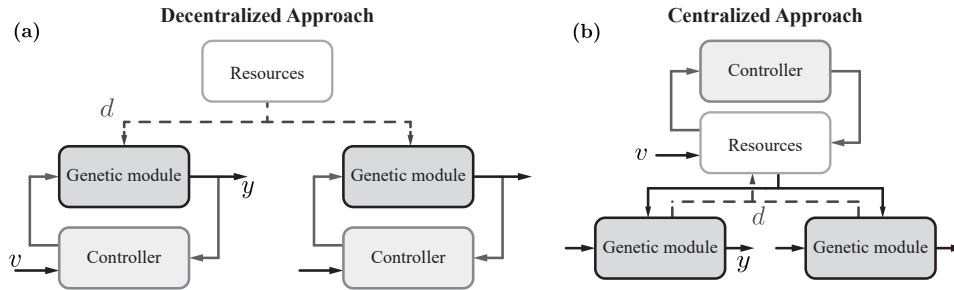 Decentralized Approach
(a)
Resources
d
Genetic module
y
Controller
v
Genetic module
Controller
Centralized Approach
(b)
Controller
Resources
v
d
Genetic module
y
Genetic module